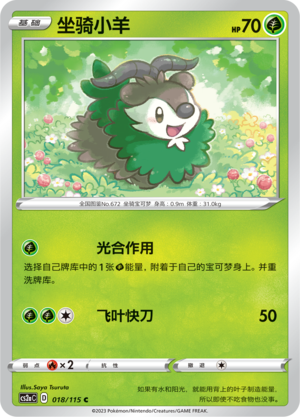 基础 坐骑小羊 HP70
全国图鉴No.672 坐骑宝可梦 身高：0.9m 体重：31.0kg
光合作用
选择自己牌库中的1张能量，附着于自己的宝可梦身上。并重
洗牌库。
飞叶快刀 50
弱点 ×2 抵抗力 撤退
Illus.Saya Tsuruta
CS3aC D 018/115 C
如果有水和阳光，就能用背上的叶子制造能量，
所以即使不吃食物也没事。
©2023 Pokémon/Nintendo/Creatures/GAME FREAK.